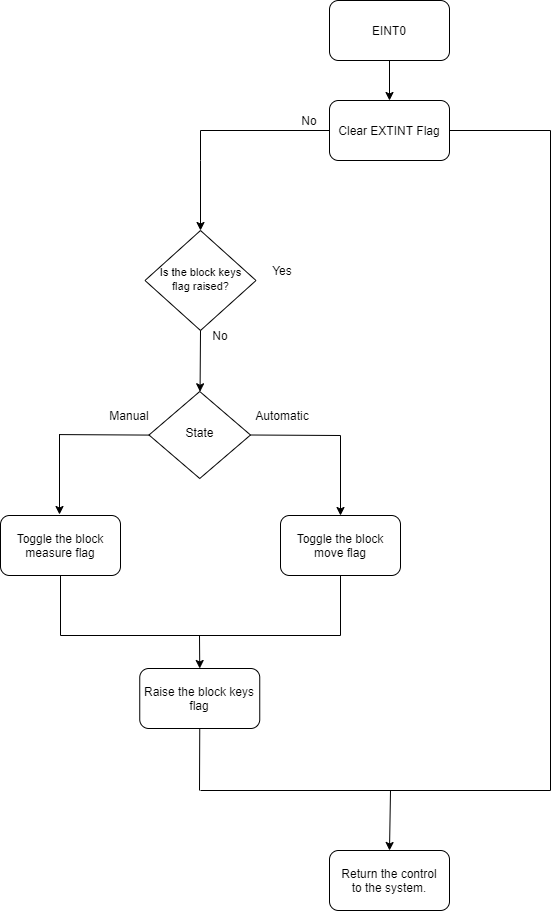 EINT0
No
Clear EXTINT Flag
Is the block keys
flag raised?
Yes
No
Manual
Automatic
State
Toggle the block
measure flag
Toggle the block
move flag
Raise the block keys
flag
Return the control
to the system.